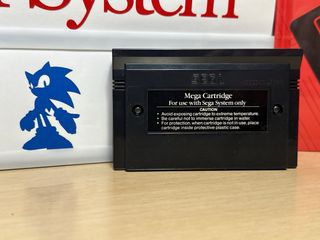 System
SEGA
Mega Cartridge
For use with Sega System only
CAUTION
• Avoid exposing cartridge to extreme temperature.
• Be careful not to immerse cartridge in water.
• For protection, when cartridge is not in use, place
cartridge inside protective plastic case.